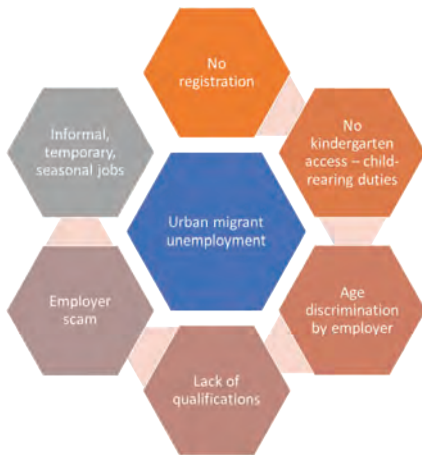 No
registration
No
kindergarten
access – child-
rearing duties
Age
discrimination
by employer
Lack of
qualifications
Employer
scam
Informal,
temporary,
seasonal jobs
Urban migrant
unemployment